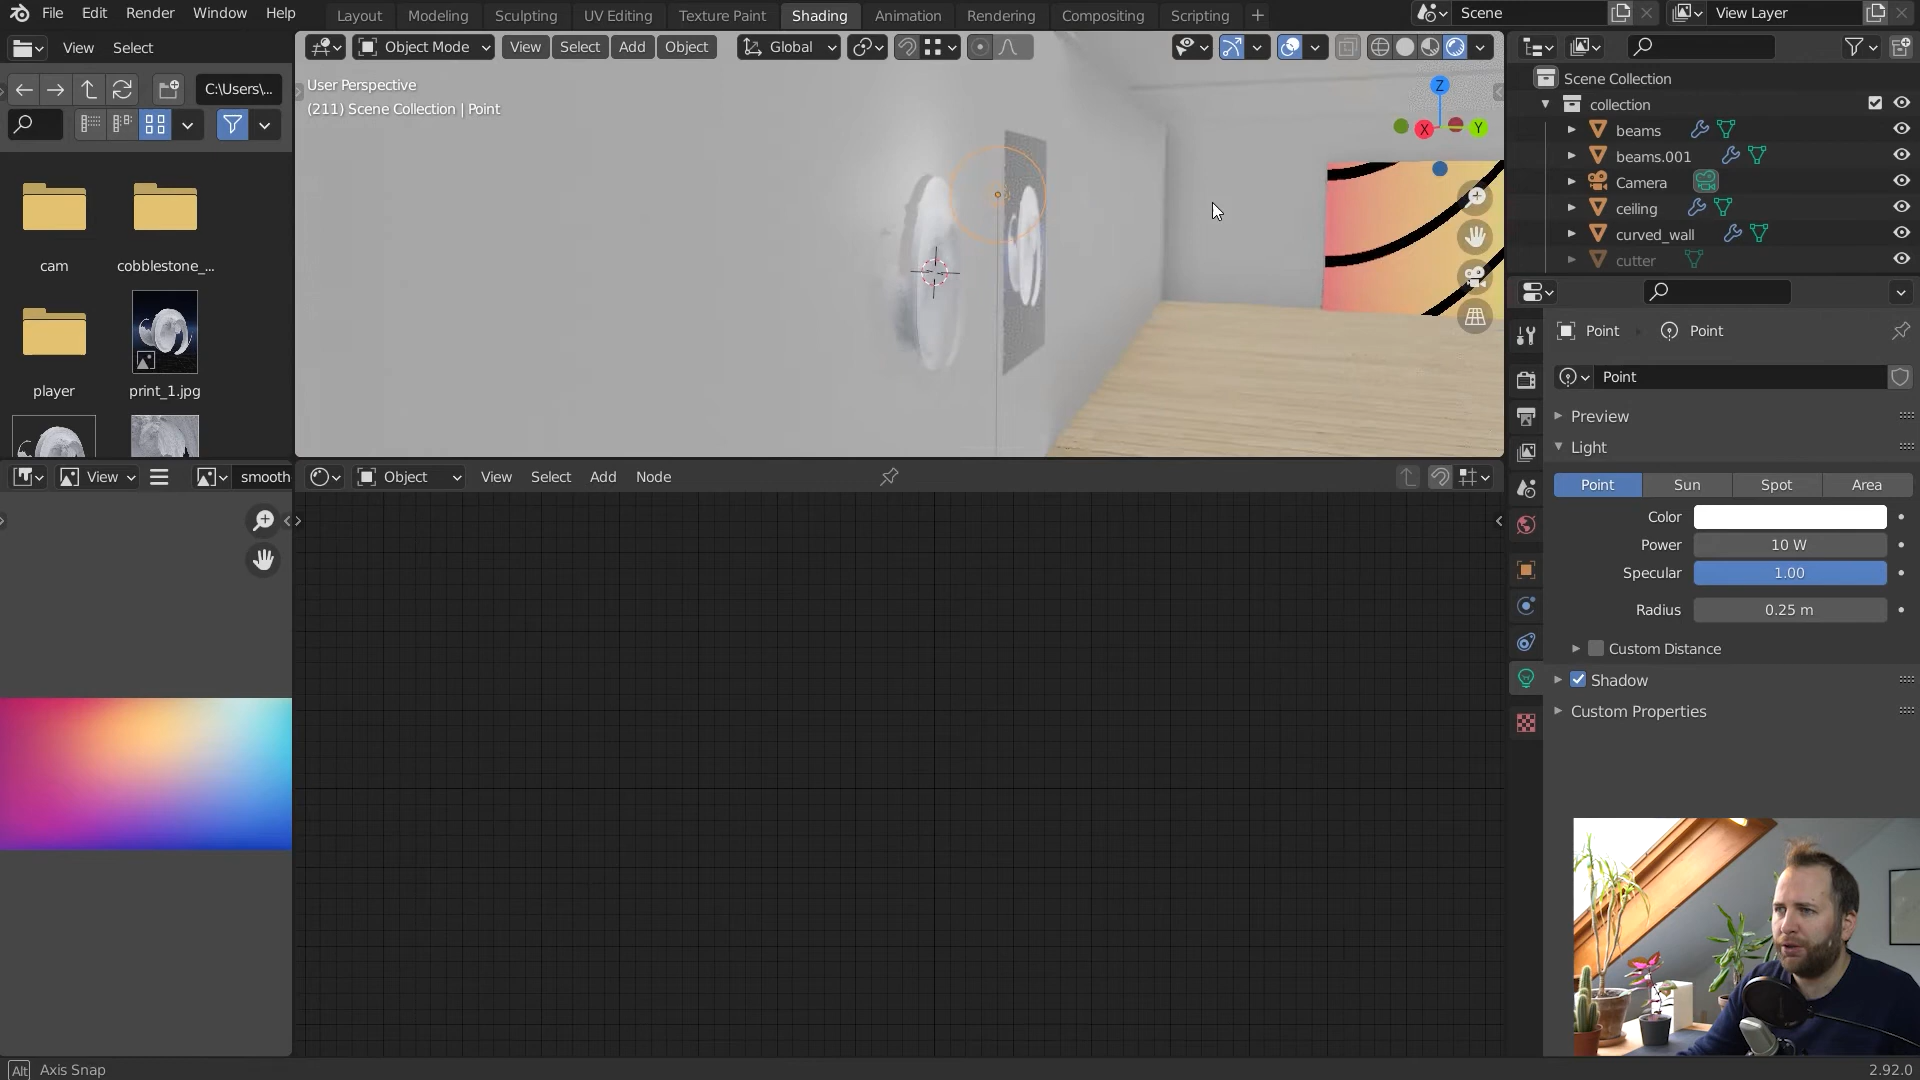 File Edit Render Window Help
Layout Modeling Sculpting UV Editing Texture Paint Shading Animation Rendering Compositing Scripting +
Scene View Layer
View Select
Object Mode View Select Add Object Global
C:\Users\...
User Perspective
(211) Scene Collection | Point
Z
X
Y
cam
cobblestone_...
player
print_1.jpg
Scene Collection
collection
beams
beams.001
Camera
ceiling
curved_wall
cutter
View smooth
Object View Select Add Node
Point Point
Point
Preview
Light
Point Sun Spot Area
Color
Power 10 W
Specular 1.00
Radius 0.25 m
Custom Distance
Shadow
Custom Properties
Alt Axis Snap
2.92.0